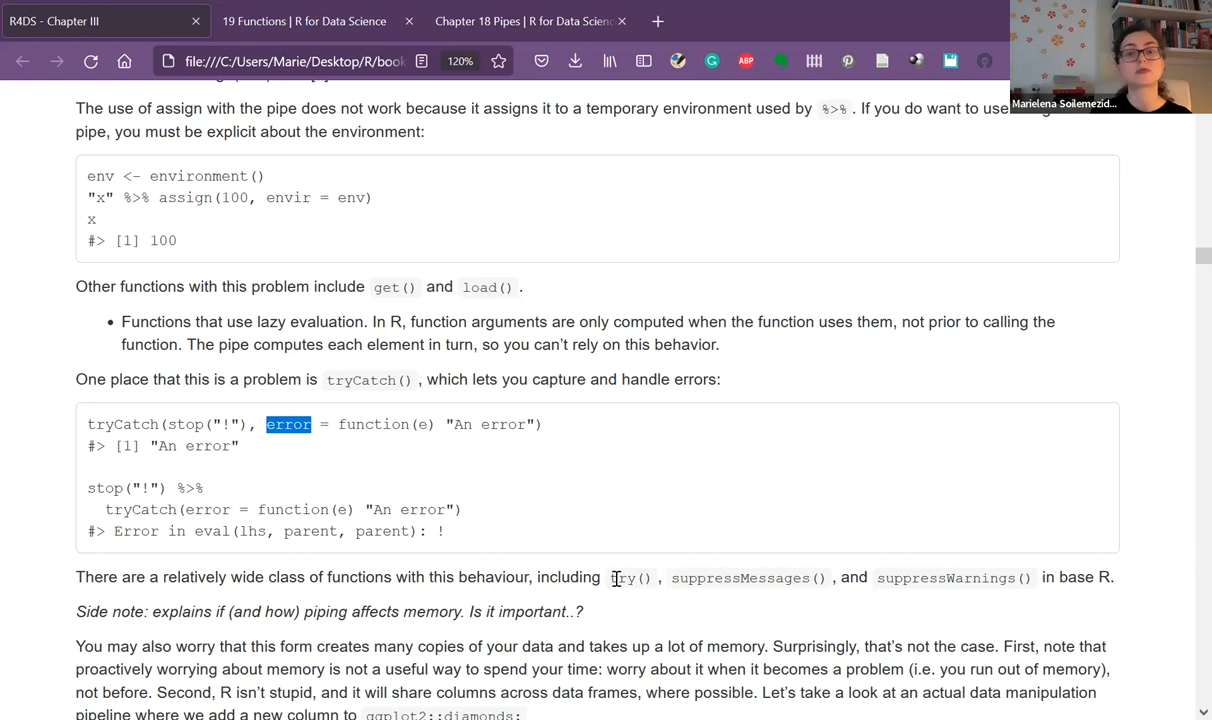 R4DS - Chapter III
19 Functions | R for Data Science
Chapter 18 Pipes | R for Data Scienc
file:///C:/Users/Marie/Desktop/R/book
120%
ABP
Marielena Soilemezid...
The use of assign with the pipe does not work because it assigns it to a temporary environment used by %>% . If you do want to use
pipe, you must be explicit about the environment:
env <- environment()
"x" %>% assign(100, envir = env)
x
#> [1] 100
Other functions with this problem include get() and load() .
• Functions that use lazy evaluation. In R, function arguments are only computed when the function uses them, not prior to calling the
function. The pipe computes each element in turn, so you can't rely on this behavior.
One place that this is a problem is tryCatch() , which lets you capture and handle errors:
tryCatch(stop("!"), error = function(e) "An error")
#> [1] "An error"
stop("!") %>%
tryCatch(error = function(e) "An error")
#> Error in eval(lhs, parent, parent): !
There are a relatively wide class of functions with this behaviour, including try() , suppressMessages() , and suppressWarnings() in base R.
Side note: explains if (and how) piping affects memory. Is it important..?
You may also worry that this form creates many copies of your data and takes up a lot of memory. Surprisingly, that's not the case. First, note that
proactively worrying about memory is not a useful way to spend your time: worry about it when it becomes a problem (i.e. you run out of memory),
not before. Second, R isn't stupid, and it will share columns across data frames, where possible. Let's take a look at an actual data manipulation
pipeline where we add a new column to ggplot2::diamonds: